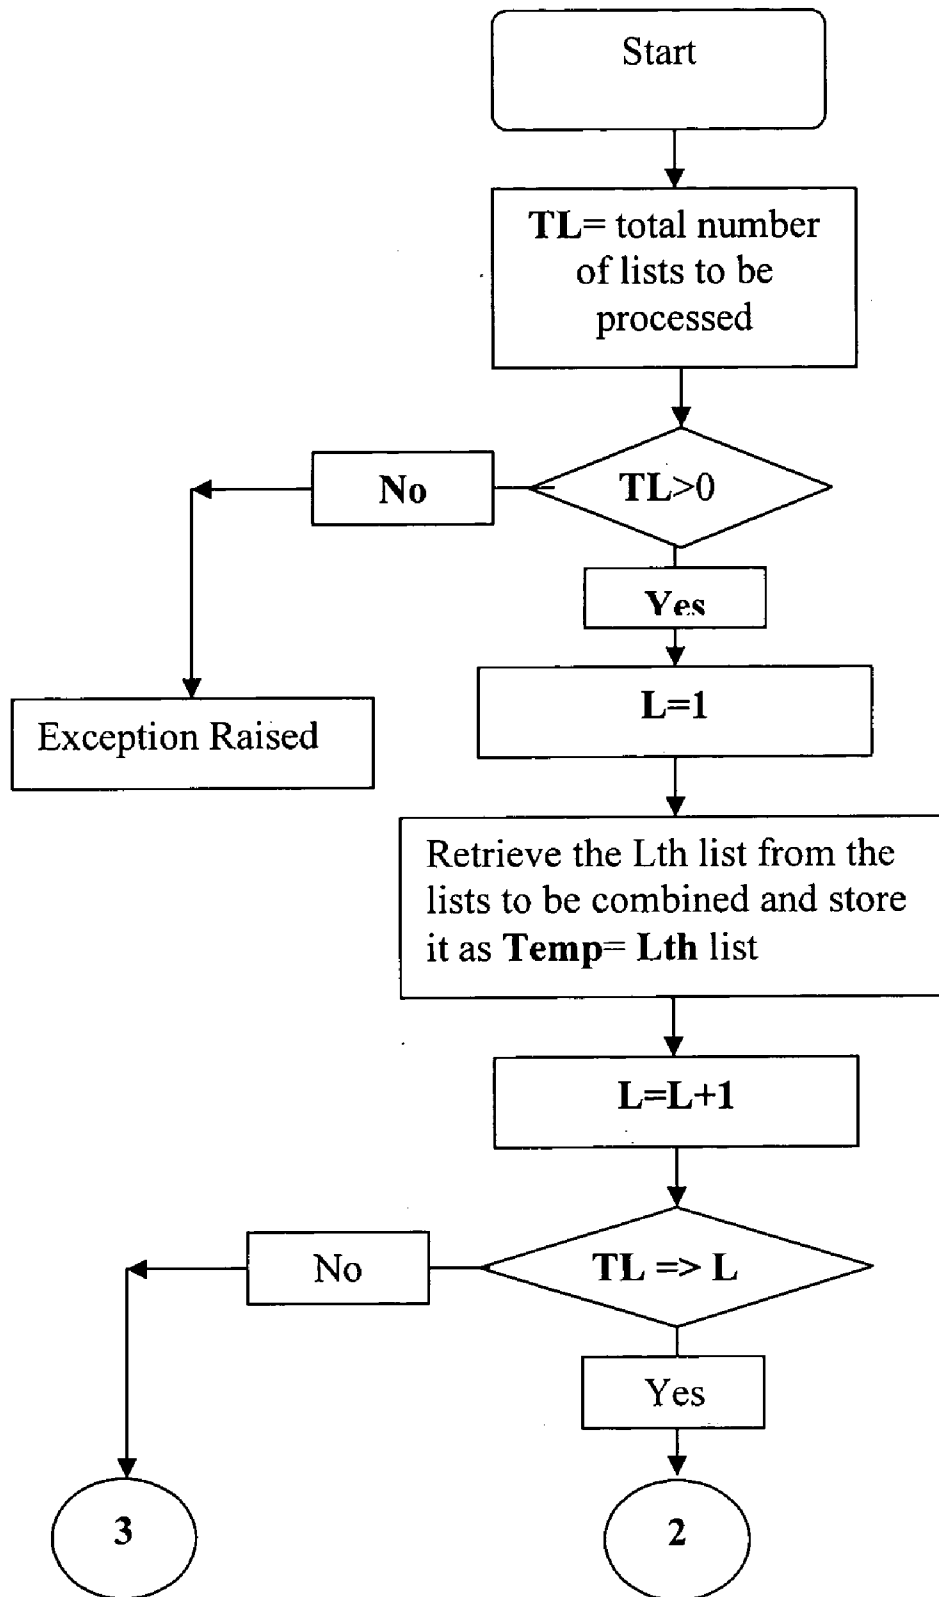 Start
TL= total number
of lists to be
processed
TL>0
No
Yes
L=1
Exception Raised
Retrieve the Lth list from the
lists to be combined and store
it as Temp= Lth list
L=L+1
TL => L
No
Yes
3
2